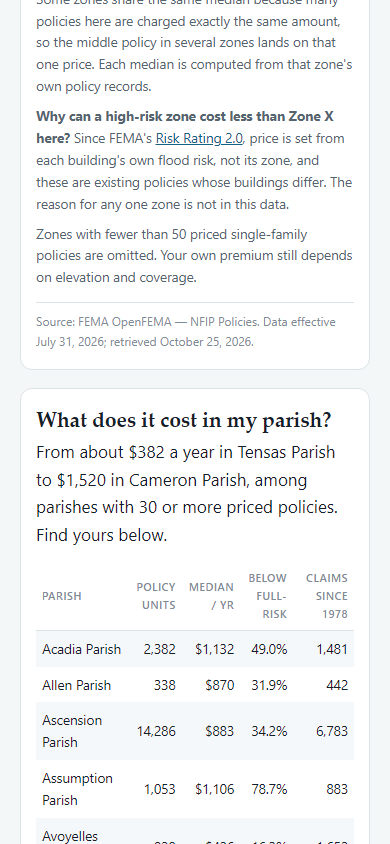 Some zones share the same median because many
policies here are charged exactly the same amount,
so the middle policy in several zones lands on that
one price. Each median is computed from that zone's
own policy records.
Why can a high-risk zone cost less than Zone X
here? Since FEMA's Risk Rating 2.0, price is set from
each building's own flood risk, not its zone, and
these are existing policies whose buildings differ. The
reason for any one zone is not in this data.
Zones with fewer than 50 priced single-family
policies are omitted. Your own premium still depends
on elevation and coverage.
Source: FEMA OpenFEMA — NFIP Policies. Data effective
July 31, 2026; retrieved October 25, 2026.
What does it cost in my parish?
From about $382 a year in Tensas Parish
to $1,520 in Cameron Parish, among
parishes with 30 or more priced policies.
Find yours below.
PARISH POLICY UNITS MEDIAN / YR BELOW FULL-RISK CLAIMS SINCE 1978
Acadia Parish 2,382 $1,132 49.0% 1,481
Allen Parish 338 $870 31.9% 442
Ascension Parish 14,286 $883 34.2% 6,783
Assumption Parish 1,053 $1,106 78.7% 883
Avoyelles